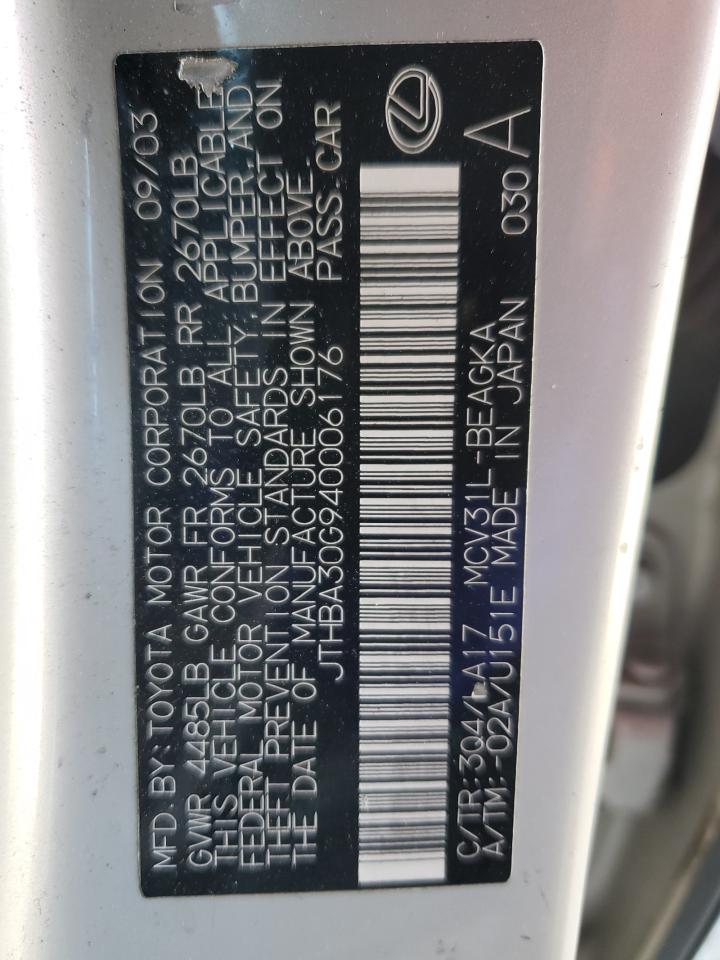 MFD.BY:TOYOTA MOTOR CORPORATION 09/03
GVWR 4485LB GAWR FR 2670LB RR 2670LB
THIS VEHICLE CONFORMS TO ALL APPLICABLE
FEDERAL MOTOR VEHICLE SAFETY,BUMPER,AND
THEFT PREVENTION STANDARDS IN EFFECT ON
THE DATE OF MANUFACTURE SHOWN ABOVE.
JTHBA30G940006176 PASS CAR
C/TR:3Q4/LA17 MCV31L-BEAGKA
A/TM:-02A/U151E MADE IN JAPAN 030 A